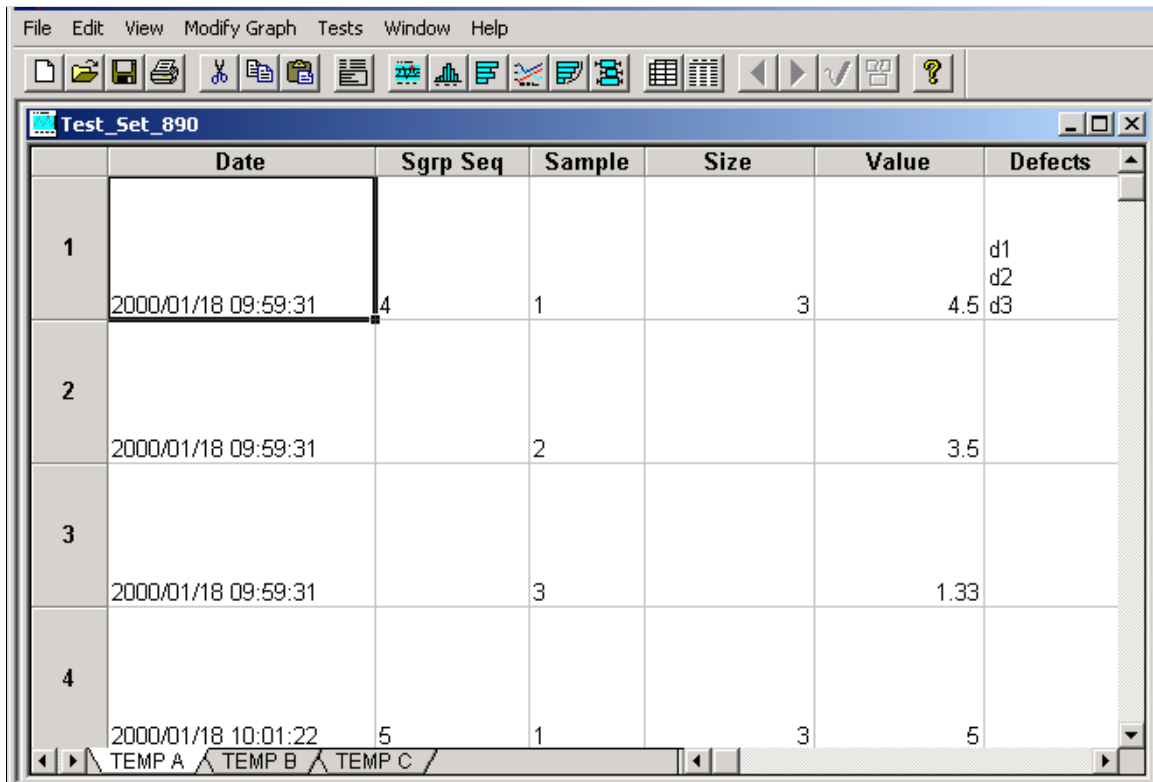 File Edit View Modify Graph Tests Window Help
Test_Set_890
Date Sgrp Seq Sample Size Value Defects
1
d1
d2
2000/01/18 09:59:31 4 1 3 4.5 d3
2
2000/01/18 09:59:31 2 3.5
3
2000/01/18 09:59:31 3 1.33
4
2000/01/18 10:01:22 5 1 3 5
TEMP A TEMP B TEMP C